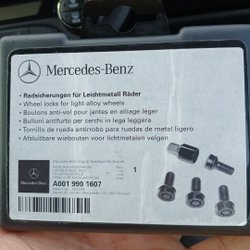 Mercedes-Benz
• Radsicherungen für Leichtmetall Räder
• Wheel locks for light-alloy wheels
• Boulons anti-vol pour jantes en alliage léger
• Bulloni antifurto per cerchi in lega leggera
• Tornillo de rueda antirrobo para ruedas de metal ligero
• Afsluitbare wielbouten voor lichtmetalen velgen
1
Mercedes-Benz
A001 990 1607